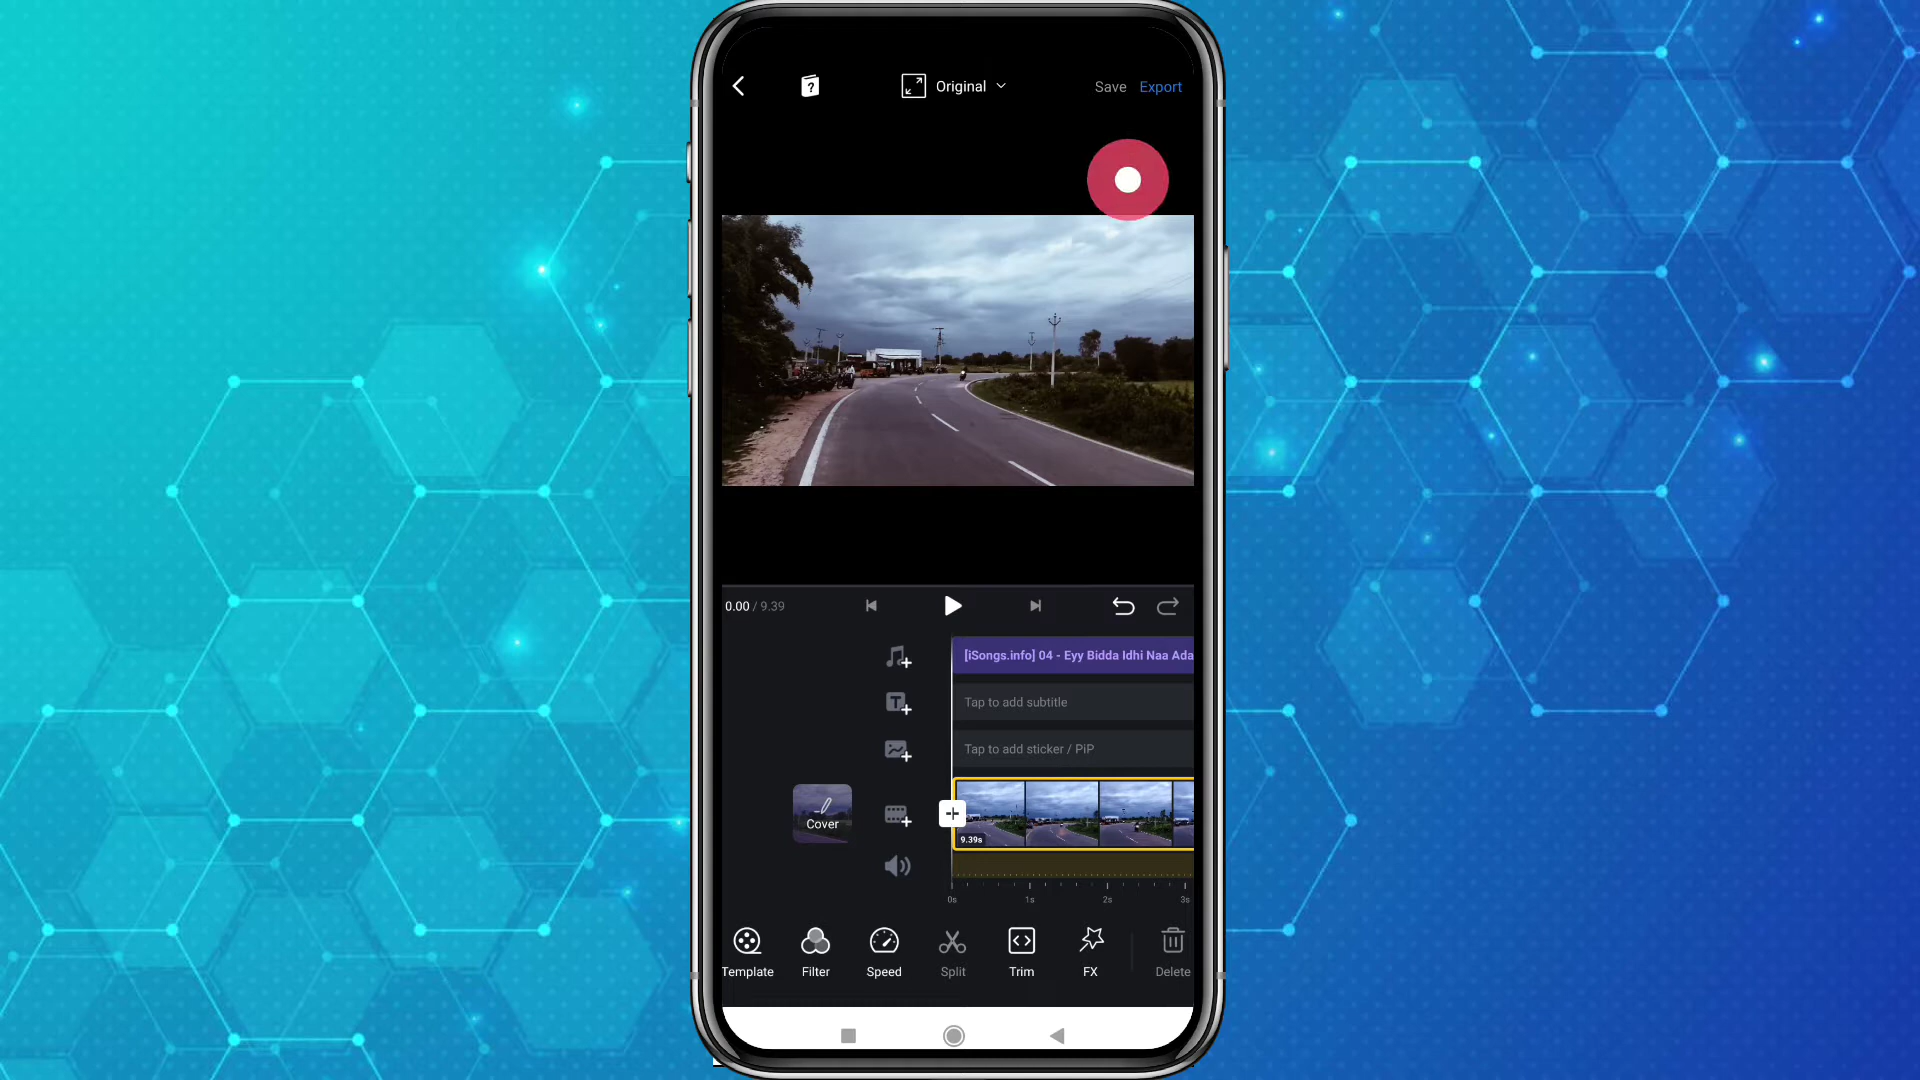 Original
Save Export
0.00 / 9.39
[iSongs.info] 04 - Eyy Bidda Idhi Naa Ada
Tap to add subtitle
Tap to add sticker / PiP
Cover
9.39s
0s 1s 2s 3s
Template Filter Speed Split Trim FX Delete